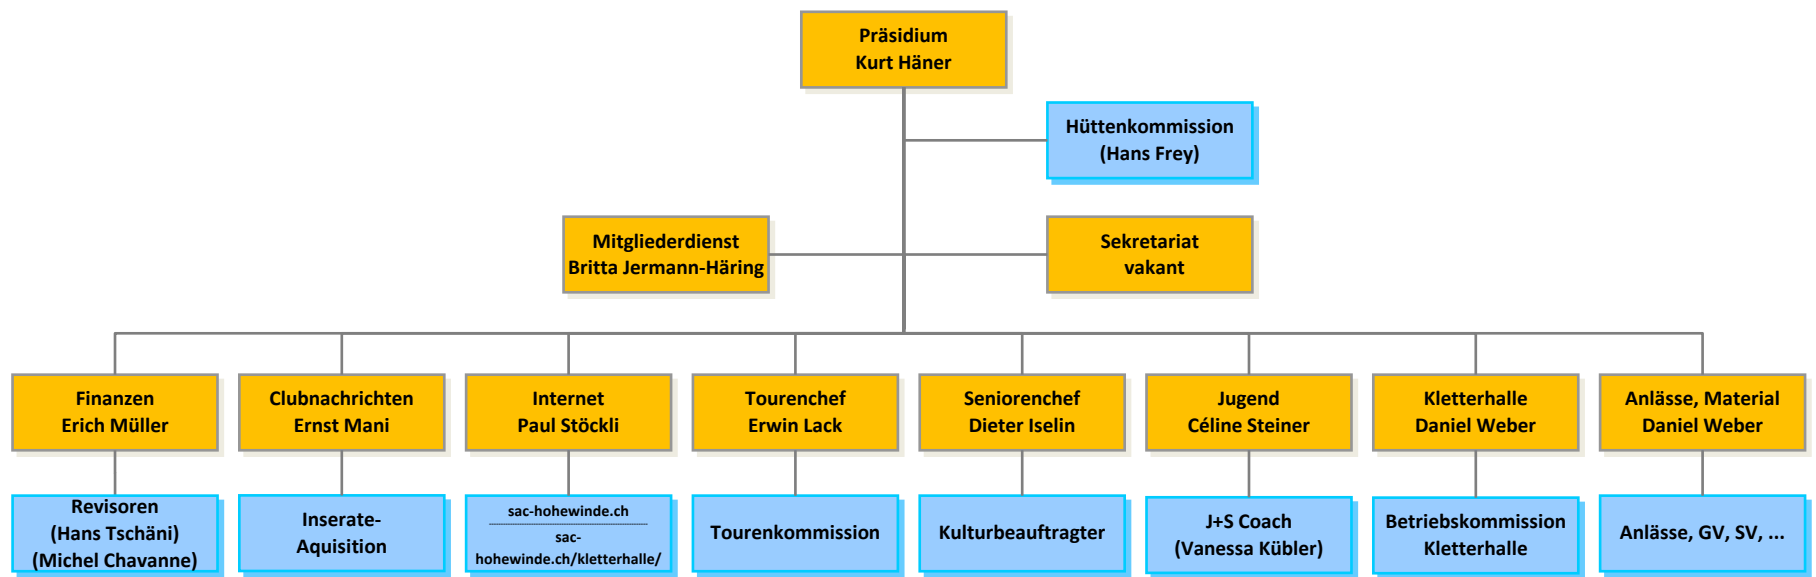 Präsidium
Kurt Häner
Hüttenkommission
(Hans Frey)
Mitgliederdienst
Britta Jermann-Häring
Sekretariat
vakant
Finanzen
Erich Müller
Clubnachrichten
Ernst Mani
Internet
Paul Stöckli
Tourenchef
Erwin Lack
Seniorenchef
Dieter Iselin
Jugend
Céline Steiner
Kletterhalle
Daniel Weber
Anlässe, Material
Daniel Weber
Revisoren
(Hans Tschäni)
(Michel Chavanne)
Inserate-
Aquisition
sac-hohewinde.ch
sac-
hohewinde.ch/kletterhalle/
Tourenkommission
Kulturbeauftragter
J+S Coach
(Vanessa Kübler)
Betriebskommission
Kletterhalle
Anlässe, GV, SV, ...